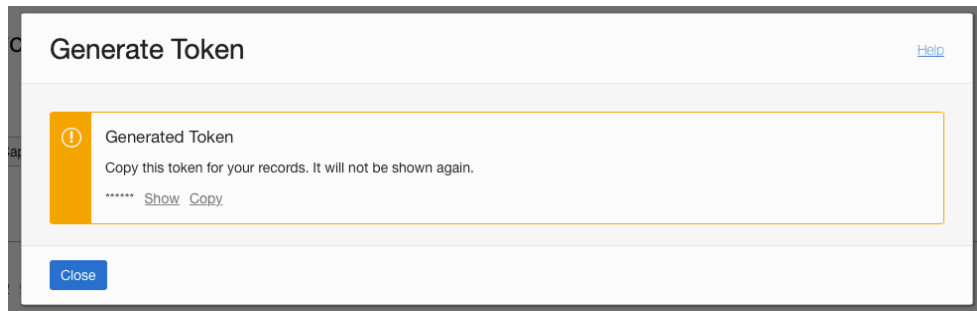 Generate Token
Help
Generated Token
Copy this token for your records. It will not be shown again.
****** Show Copy
Close